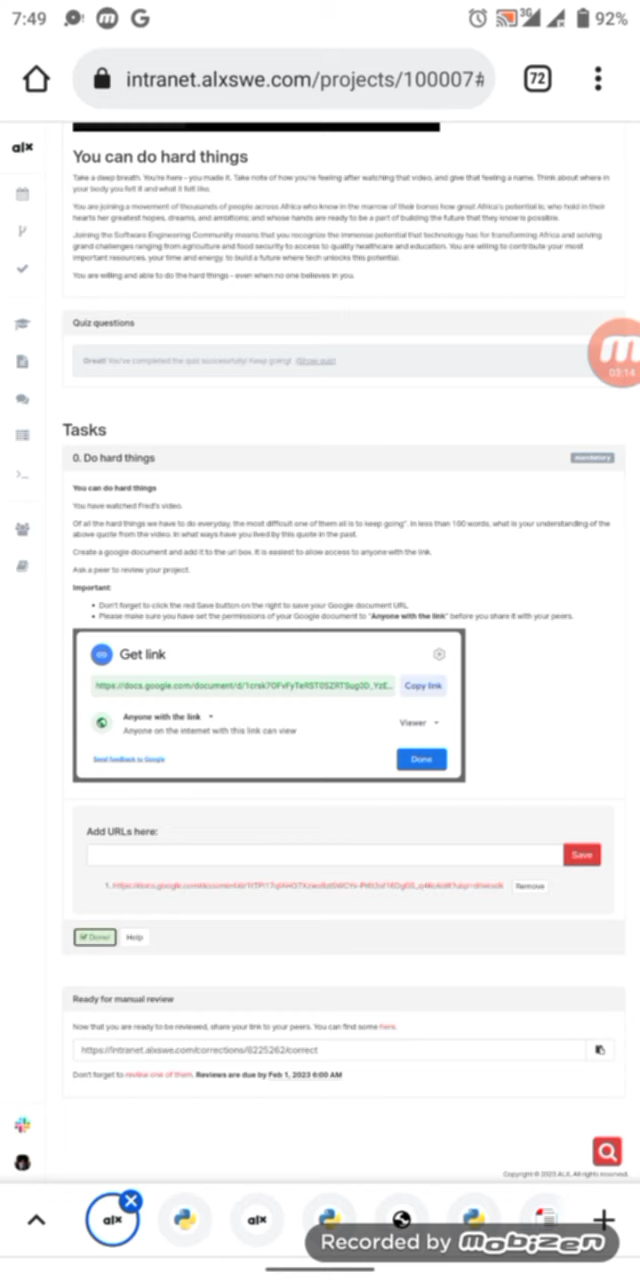 7:49
3G
92%
intranet.alxswe.com/projects/100007#
72
alx
You can do hard things
Take a deep breath. You're here - you made it. Take note of how you're feeling after watching that video, and give that feeling a name. Think about where in
your body you felt it and what it felt like.
You are joining a movement of thousands of people across Africa who know in the marrow of their bones how great Africa's potential is; who hold in their
hearts her greatest hopes, dreams, and ambitions; and whose hands are ready to be a part of building the future that they know is possible.
Joining the Software Engineering Community means that you recognize the immense potential that technology has for transforming Africa and solving
grand challenges ranging from agriculture and food security to access to quality healthcare and education. You are willing to contribute your most
important resources, your time and energy, to build a future where tech unlocks this potential.
You are willing and able to do the hard things - even when no one believes in you.
Quiz questions
Great! You've completed the quiz successfully! Keep going! (Show quiz)
03:14
Tasks
0. Do hard things
mandatory
You can do hard things
You have watched Fred's video.
Of all the hard things we have to do everyday, the most difficult one of them all is to keep going". In less than 100 words, what is your understanding of the
above quote from the video. In what ways have you lived by this quote in the past.
Create a google document and add it to the url box. It is easiest to allow access to anyone with the link.
Ask a peer to review your project.
Important:
• Don't forget to click the red Save button on the right to save your Google document URL
• Please make sure you have set the permissions of your Google document to "Anyone with the link" before you share it with your peers.
Get link
Copy link
Anyone with the link
Anyone on the internet with this link can view
Viewer
Send feedback to Google
Done
Add URLs here:
Save
1.
Remove
Done!
Help
Ready for manual review
Now that you are ready to be reviewed, share your link to your peers. You can find some here.
https://intranet.alxswe.com/corrections/6225262/correct
Don't forget to review one of them. Reviews are due by Feb 1, 2023 6:00 AM
Copyright © 2023 ALX, All rights reserved.
alx
alx
Recorded by mobizen